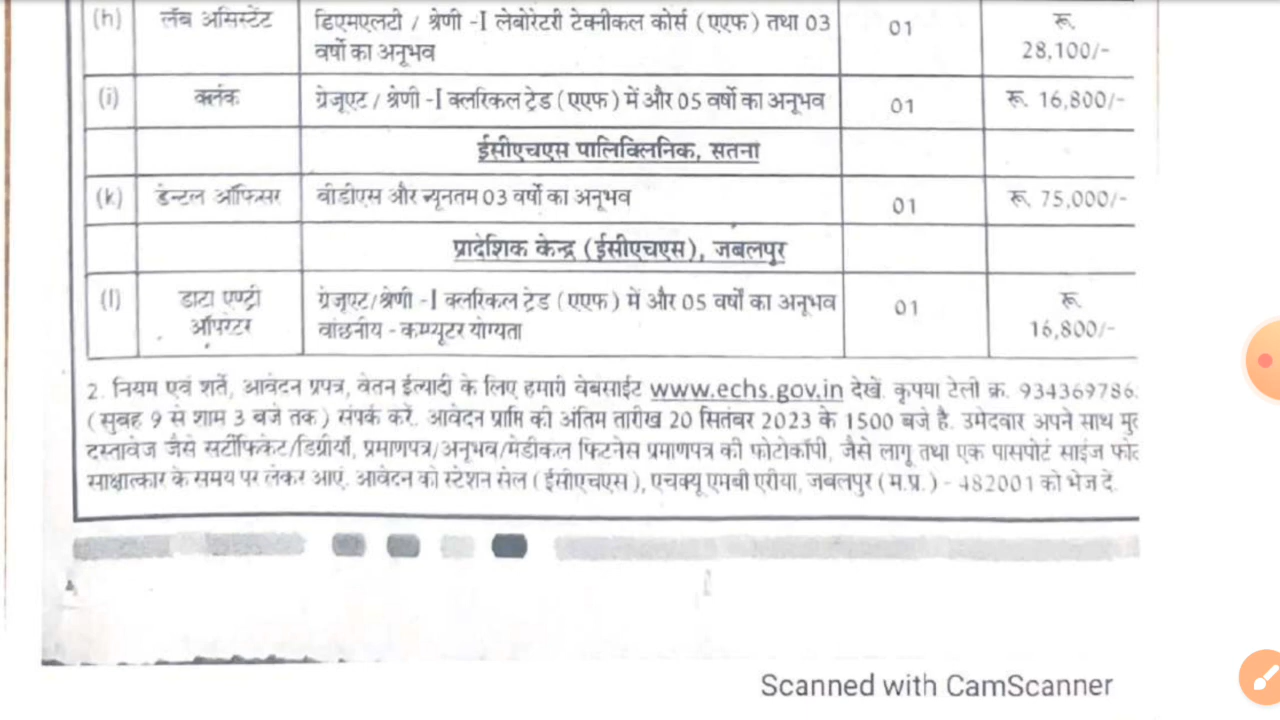 (h) लॅब असिस्टेंट डिएमएलटी / श्रेणी -I लेबोरेटरी टेक्नीकल कोर्स (एएफ) तथा 03 वर्षो का अनूभव 01 रू 28,100/-
(i) क्लर्क ग्रेजूएट / श्रेणी -I क्लरिकल ट्रेड (एएफ) में और 05 वर्षो का अनूभव 01 रू 16,800/-
ईसीएचएस पालिक्लिनिक, सतना
(k) डेन्टल ऑफिसर बीडीएस और न्यूनतम 03 वर्षो का अनूभव 01 रू 75,000/-
प्रादेशिक केन्द्र (ईसीएचएस), जबलपुर
(l) डाटा एण्ट्री ऑपरेटर ग्रेजूएट/श्रेणी -I क्लरिकल ट्रेड (एएफ) में और 05 वर्षो का अनूभव वांछनीय - कम्प्यूटर योग्यता 01 रू 16,800/-
2. नियम एवं शर्ते, आवेदन प्रपत्र, वेतन ईत्यादी के लिए हमारी वेबसाईट www.echs.gov.in देखें. कृपया टेली क्र. 934369786
(सुबह 9 से शाम 3 बजे तक) संपर्क करें. आवेदन प्राप्ति की अंतिम तारीख 20 सितंबर 2023 के 1500 बजे है. उमेदवार अपने साथ
दस्तावेज जैसे सर्टीफिकेट/डिग्रीयाँ, प्रमाणपत्र/अनूभव/मेडीकल फिटनेस प्रमाणपत्र की फोटोकॉपी, जैसे लागू तथा एक पासपोर्ट साईज
साक्षात्कार के समय पर लेकर आएं. आवेदन को स्टेशन सेल (ईसीएचएस), एचक्यू एमबी एरीया, जबलपुर (म.प्र.) - 482001 को भेज दें.
Scanned with CamScanner